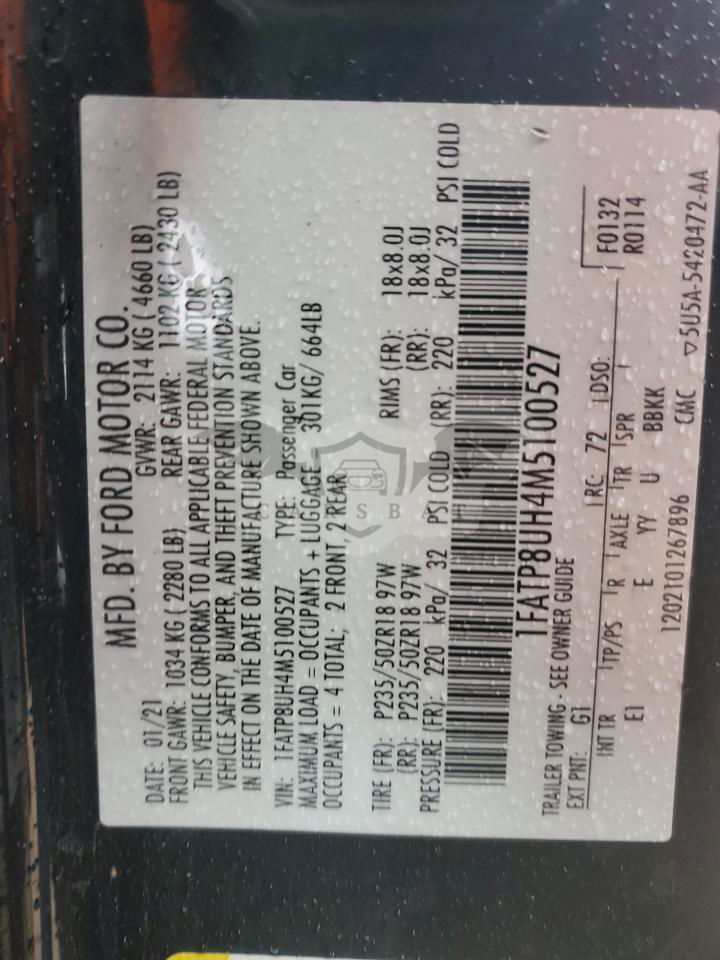 MFD. BY FORD MOTOR CO.
DATE: 01/21 GVWR: 2114 KG ( 4660 LB)
FRONT GAWR: 1034 KG ( 2280 LB) REAR GAWR: 1102 KG ( 2430 LB)
THIS VEHICLE CONFORMS TO ALL APPLICABLE FEDERAL MOTOR
VEHICLE SAFETY, BUMPER, AND THEFT PREVENTION STANDARDS
IN EFFECT ON THE DATE OF MANUFACTURE SHOWN ABOVE.
VIN: 1FATP8UH4M5100527 TYPE: Passenger Car
MAXIMUM LOAD = OCCUPANTS + LUGGAGE = 301KG/ 664LB
OCCUPANTS = 4 TOTAL; 2 FRONT, 2 REAR
TIRE (FR): P235/50ZR18 97W RIMS (FR): 18x8.0J
(RR): P235/50ZR18 97W (RR): 18x8.0J
PRESSURE (FR): 220 kPa/ 32 PSI COLD (RR): 220 kPa/ 32 PSI COLD
1FATP8UH4M5100527
TRAILER TOWING - SEE OWNER GUIDE
EXT PNT: G1 RC: 72 DSO: F0132
R0114
INT TR TP/PS R AXLE TR SPR
E1 E YY U BBKK
1202101267896 CMC ▽5U5A-5420472-AA